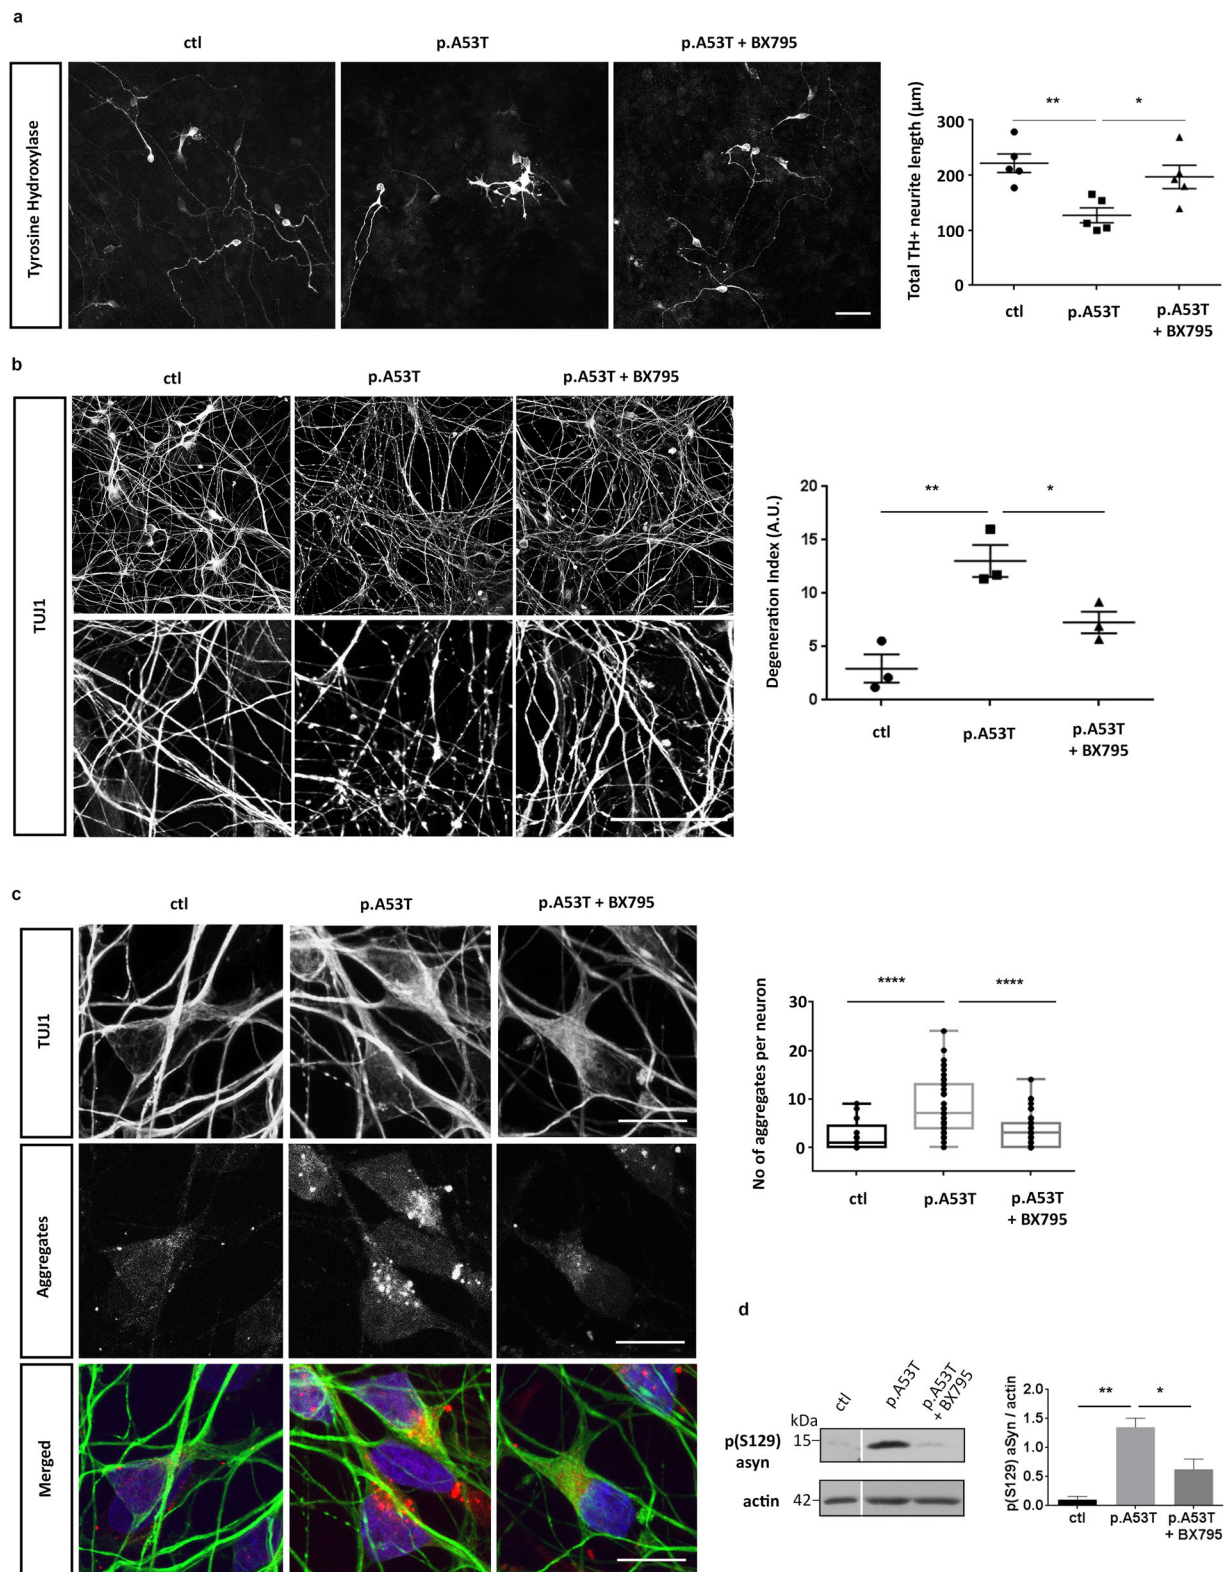 a
ctl
p.A53T
p.A53T + BX795
Tyrosine Hydroxylase
Total TH+ neurite length (μm)
** *
300
200
100
0
ctl
p.A53T
p.A53T
+ BX795
b
ctl
p.A53T
p.A53T + BX795
TUJ1
Degeneration Index (A.U.)
** *
20
15
10
5
0
ctl
p.A53T
p.A53T
+ BX795
c
ctl
p.A53T
p.A53T + BX795
TUJ1
Aggregates
Merged
No of aggregates per neuron
**** ****
30
20
10
0
ctl
p.A53T
p.A53T
+ BX795
d
ctl
p.A53T
p.A53T
+ BX795
kDa
p(S129)
asyn
15
actin
42
p(S129) aSyn / actin
** *
2.0
1.5
1.0
0.5
0.0
ctl
p.A53T
p.A53T
+ BX795